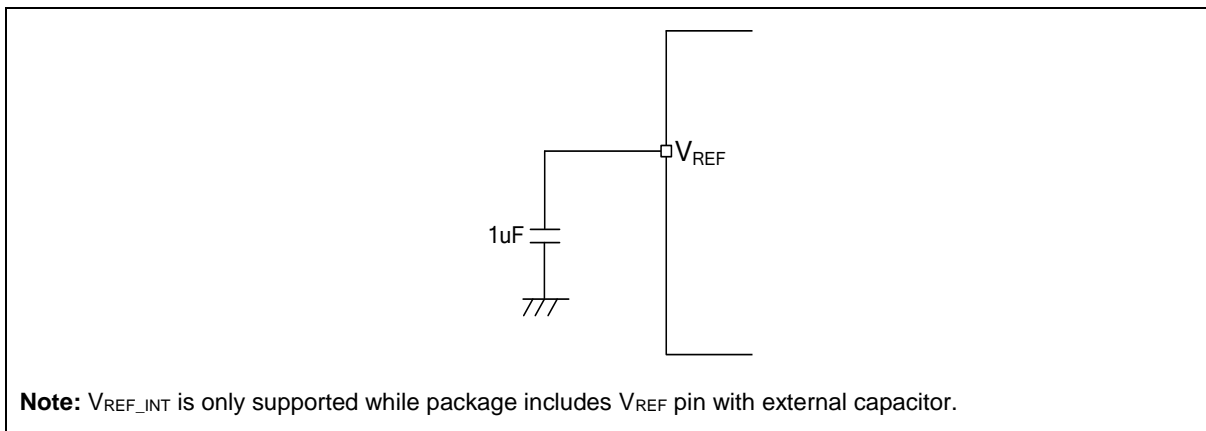 VREF
1uF
Note: VREF_INT is only supported while package includes VREF pin with external capacitor.